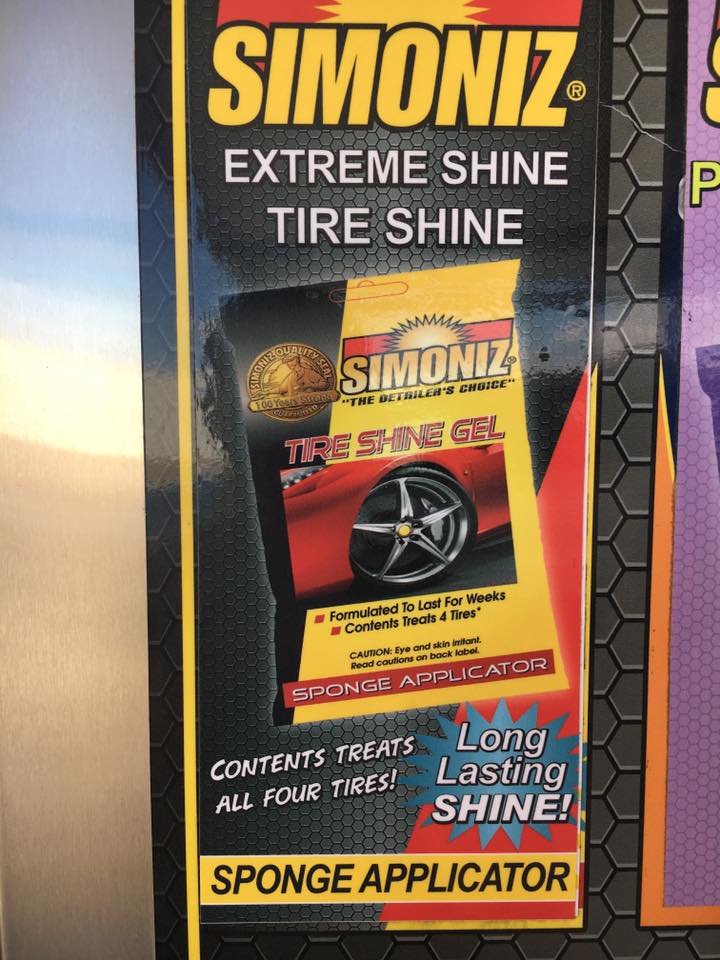 SIMONIZ®
EXTREME SHINE
TIRE SHINE
SIMONIZ QUALITY SEAL
100 Years Strong
SIMONIZ
"THE DETAILER'S CHOICE"
TIRE SHINE GEL
Formulated To Last For Weeks
Contents Treats 4 Tires*
CAUTION: Eye and skin irritant.
Read cautions on back label.
SPONGE APPLICATOR
CONTENTS TREATS
ALL FOUR TIRES!
Long
Lasting
SHINE!
SPONGE APPLICATOR
P